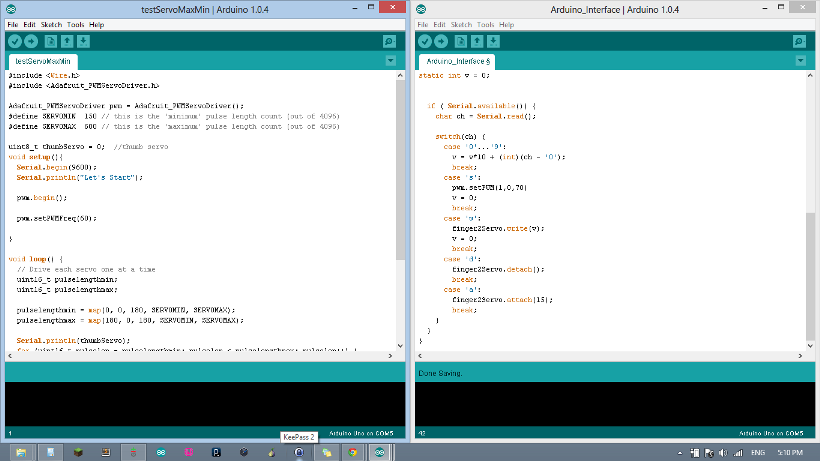 testServoMaxMin | Arduino 1.0.4
File Edit Sketch Tools Help
testServoMaxMin
#include <Wire.h>
#include <Adafruit_PWMServoDriver.h>
Adafruit_PWMServoDriver pwm = Adafruit_PWMServoDriver();
#define SERVOMIN 150 // this is the 'minimum' pulse length count (out of 4096)
#define SERVOMAX 600 // this is the 'maximum' pulse length count (out of 4096)
uint8_t thumbServo = 0; //thumb servo
void setup(){
Serial.begin(9600);
Serial.println("Let's Start");
pwm.begin();
pwm.setPWMFreq(60);
}
void loop() {
// Drive each servo one at a time
uint16_t pulselengthmin;
uint16_t pulselengthmax;
pulselengthmin = map(0, 0, 180, SERVOMIN, SERVOMAX);
pulselengthmax = map(180, 0, 180, SERVOMIN, SERVOMAX);
Serial.println(thumbServo);
1
Arduino Uno on COM5
Arduino_Interface | Arduino 1.0.4
File Edit Sketch Tools Help
Arduino_Interface §
static int v = 0;
if ( Serial.available()) {
char ch = Serial.read();
switch(ch) {
case '0'...'9':
v = v*10 + (int)(ch - '0');
break;
case 's':
pwm.setPWM(1,0,70)
v = 0;
break;
case 'w':
finger2Servo.write(v);
v = 0;
break;
case 'd':
finger2Servo.detach();
break;
case 'a':
finger2Servo.attach(15);
break;
}
}
}
Done Saving.
92
Arduino Uno on COM5
KeePass 2
ENG
5:10 PM